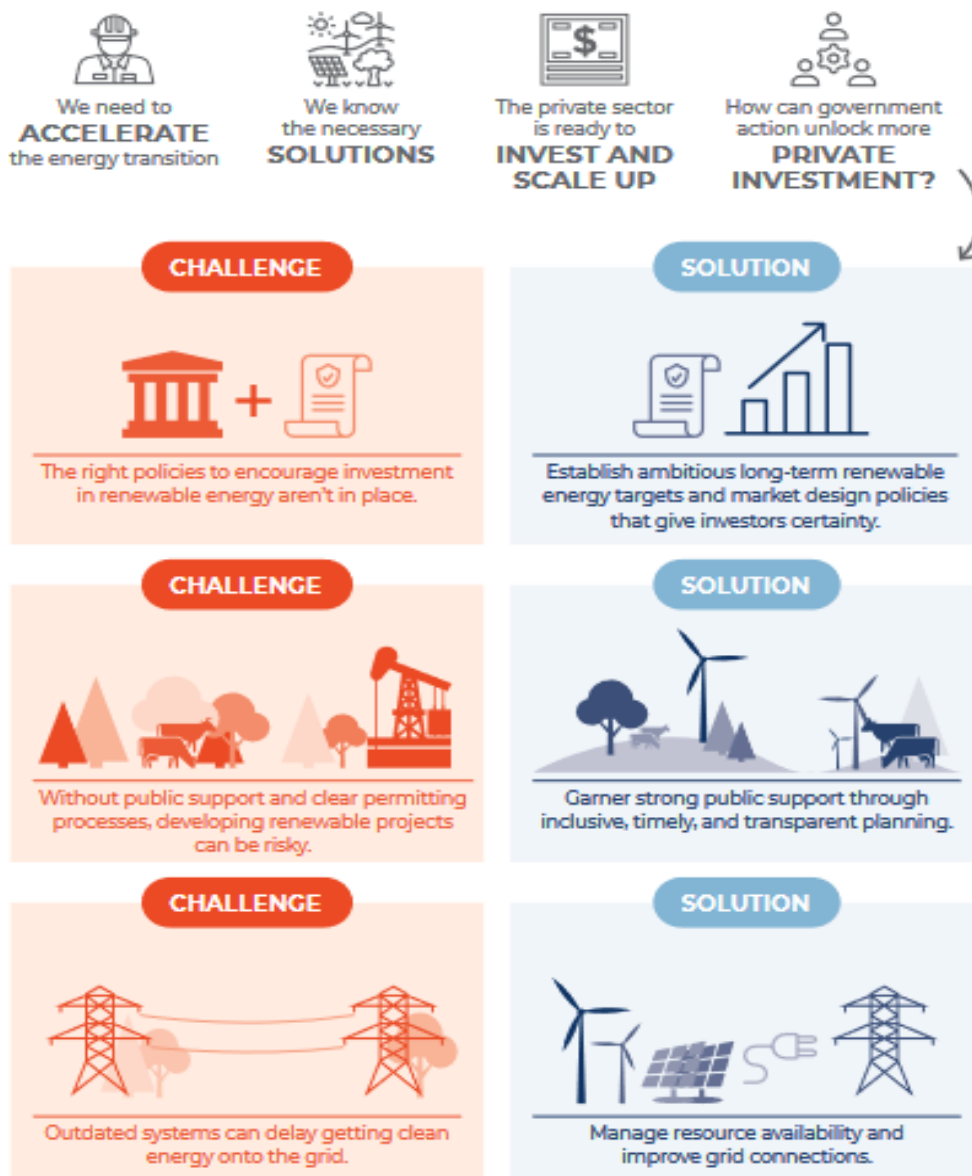 We need to
ACCELERATE
the energy transition
We know
the necessary
SOLUTIONS
The private sector
is ready to
INVEST AND
SCALE UP
How can government
action unlock more
PRIVATE
INVESTMENT?
CHALLENGE
The right policies to encourage investment
in renewable energy aren't in place.
SOLUTION
$
Establish ambitious long-term renewable
energy targets and market design policies
that give investors certainty.
CHALLENGE
Without public support and clear permitting
processes, developing renewable projects
can be risky.
SOLUTION
Garner strong public support through
inclusive, timely, and transparent planning.
CHALLENGE
Outdated systems can delay getting clean
energy onto the grid.
SOLUTION
Manage resource availability and
improve grid connections.